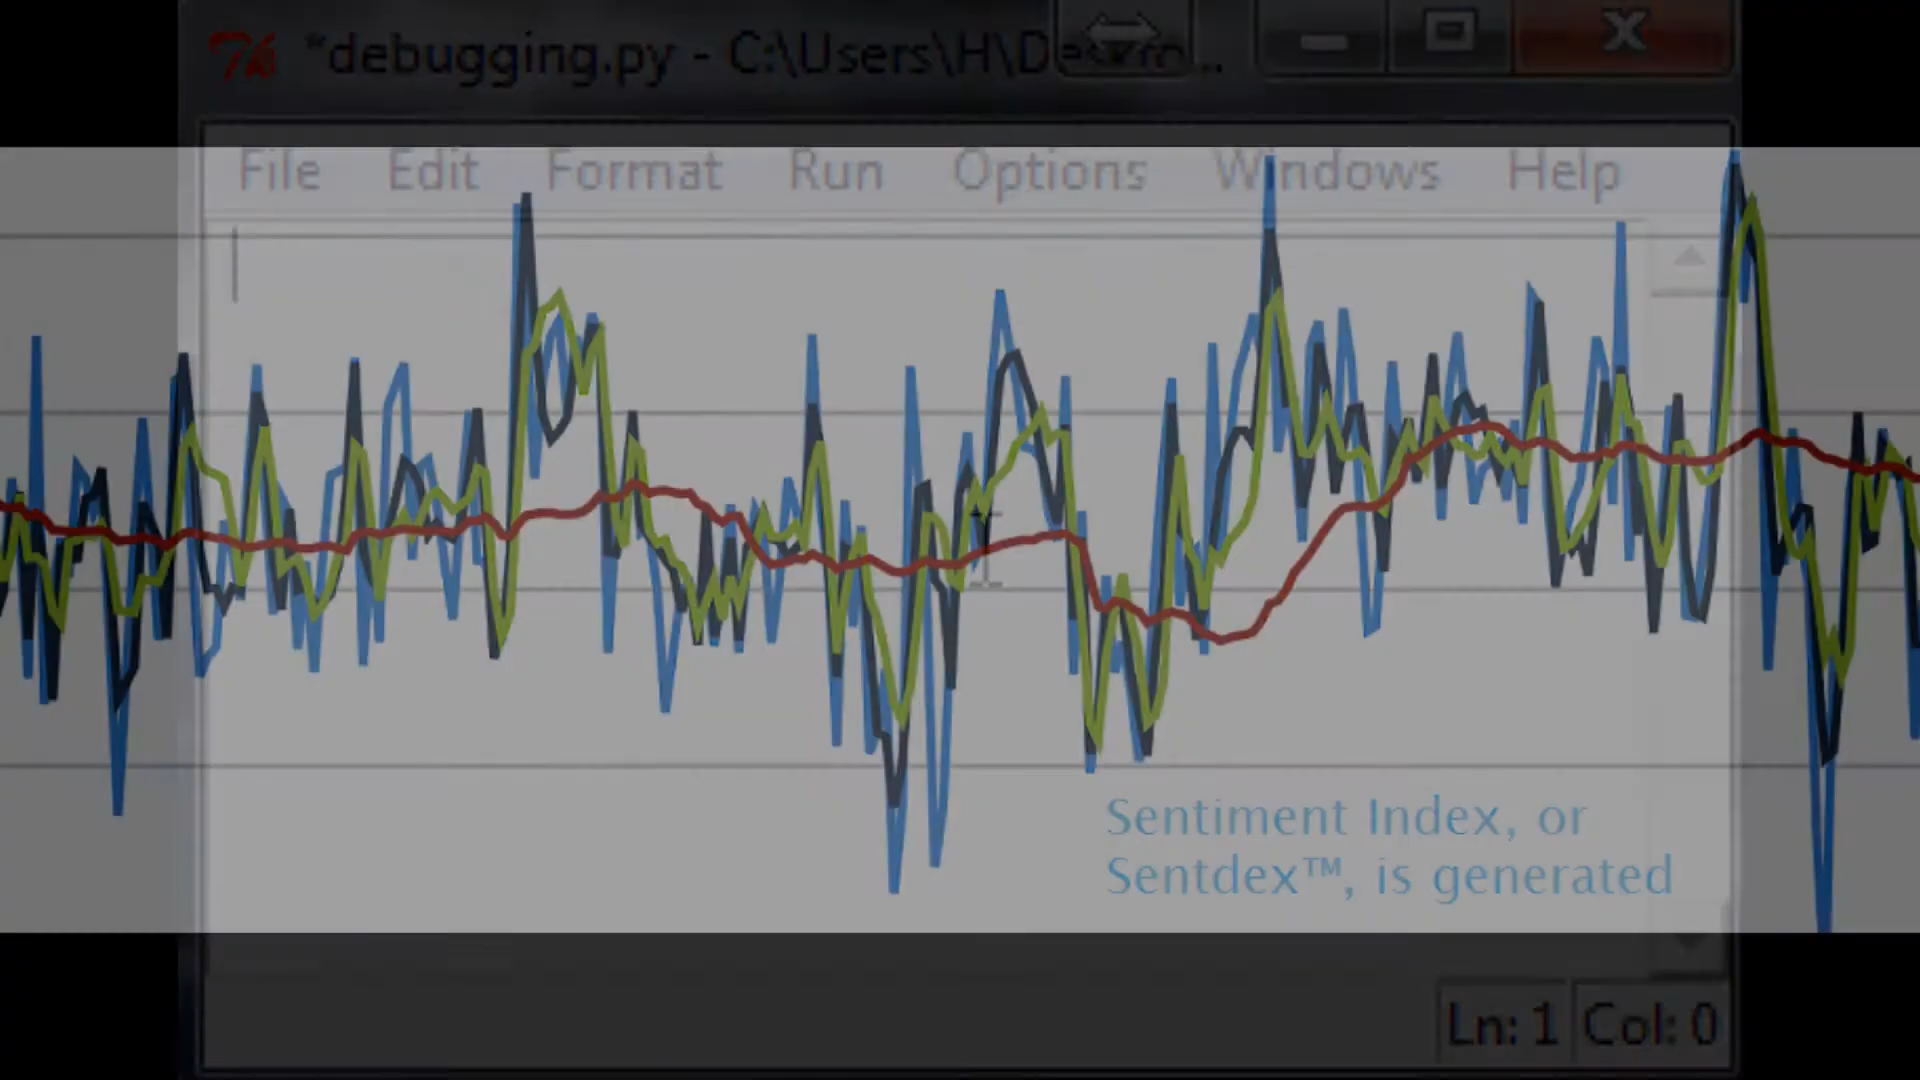 *debugging.py - C:\Users\H\Deskto...
File Edit Format Run Options Windows Help
Sentiment Index, or
Sentdex™, is generated
Ln: 1 Col: 0